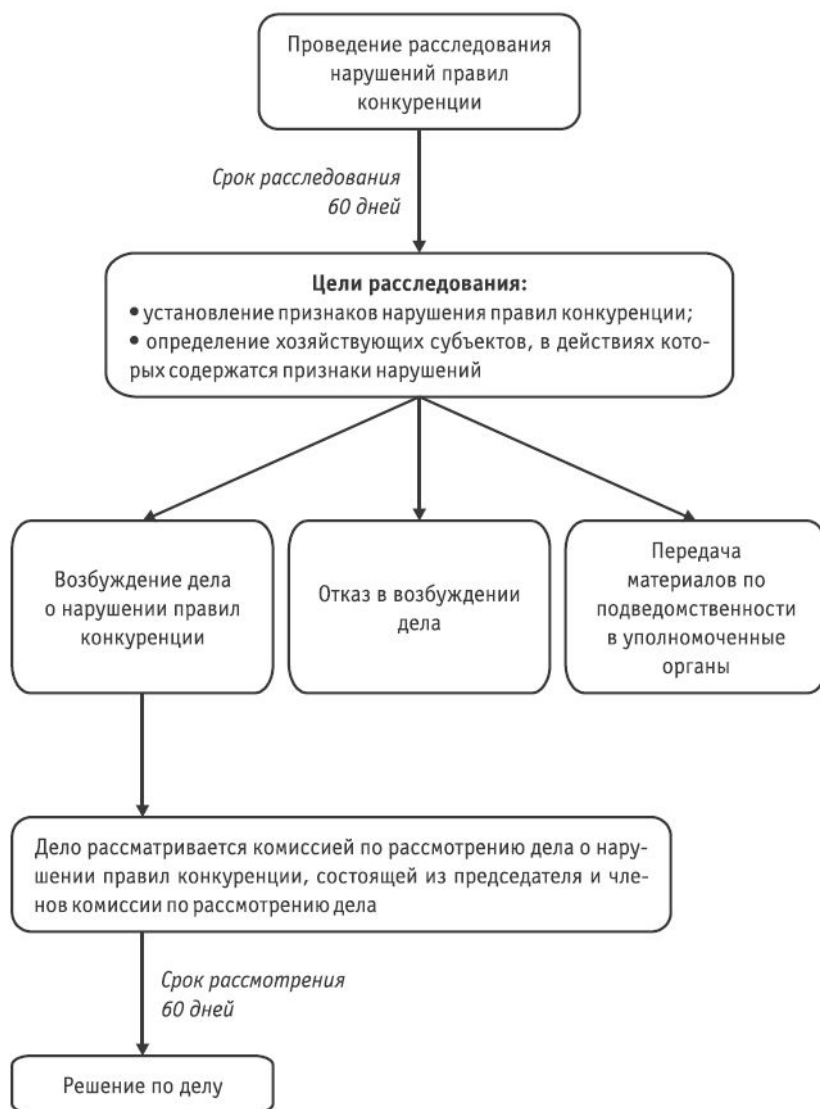 Проведение расследования
нарушений правил
конкуренции
Срок расследования
60 дней
Цели расследования:
• установление признаков нарушения правил конкуренции;
• определение хозяйствующих субъектов, в действиях кото-
рых содержатся признаки нарушений
Возбуждение дела
о нарушении правил
конкуренции
Отказ в возбуждении
дела
Передача
материалов по
подведомственности
в уполномоченные
органы
Дело рассматривается комиссией по рассмотрению дела о нару-
шении правил конкуренции, состоящей из председателя и чле-
нов комиссии по рассмотрению дела
Срок рассмотрения
60 дней
Решение по делу